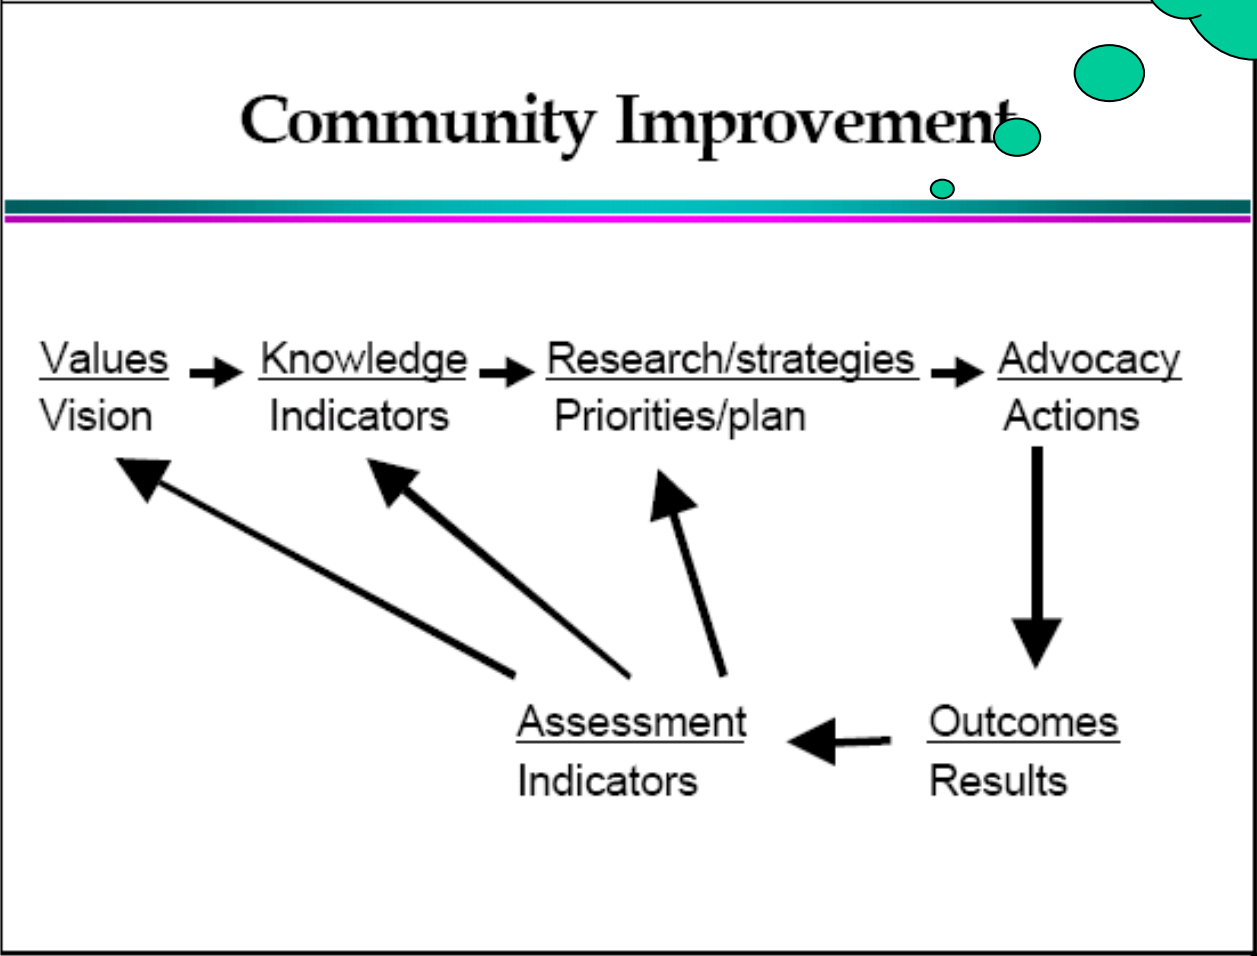 Community Improvement
Values Knowledge Research/strategies Advocacy
Vision Indicators Priorities/plan Actions
Assessment Outcomes
Indicators Results